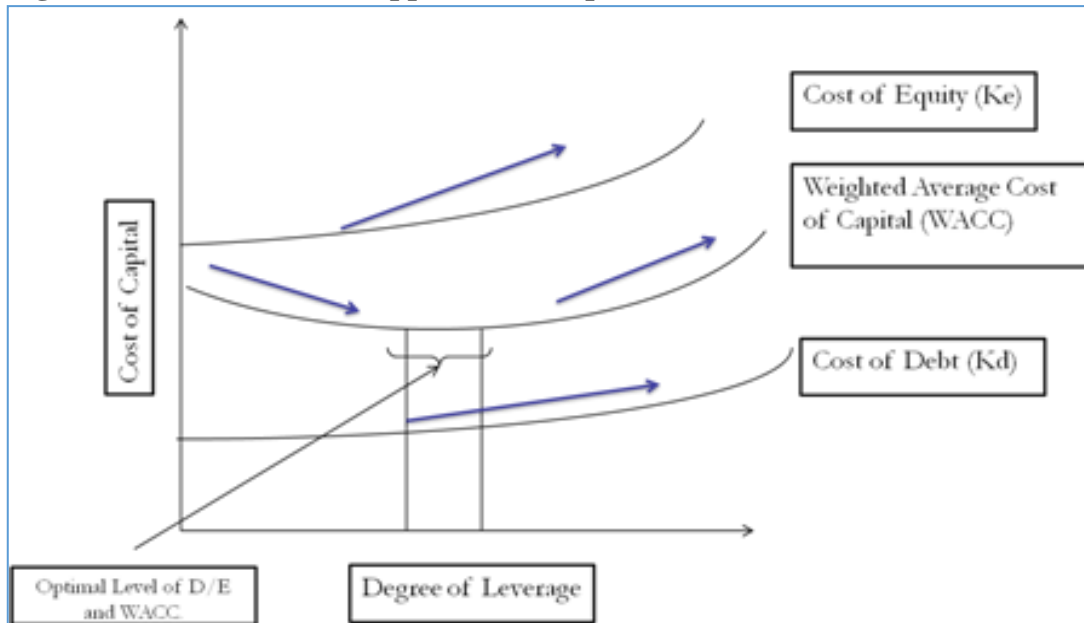 Cost of Equity (Ke)
Weighted Average Cost
of Capital (WACC)
Cost of Capital
Cost of Debt (Kd)
Optimal Level of D/E
and WACC
Degree of Leverage